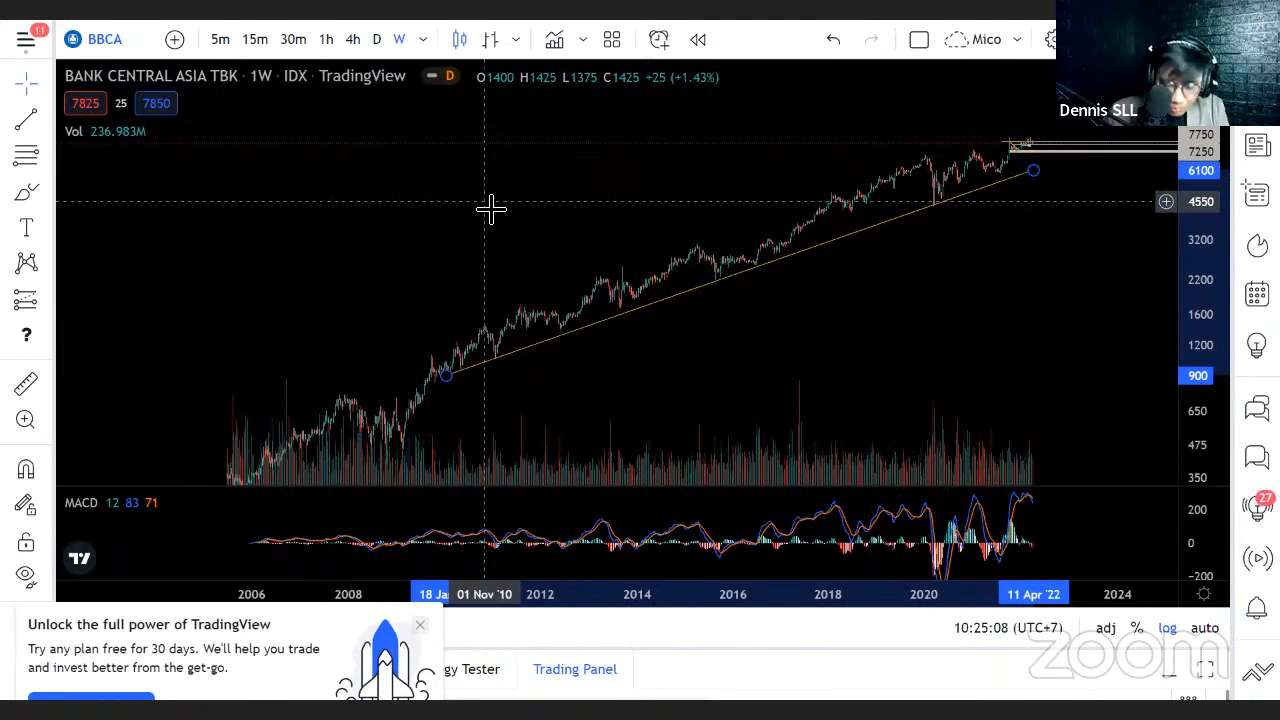 11
BBCA
5m 15m 30m 1h 4h D W
Mico
Dennis SLL
BANK CENTRAL ASIA TBK · 1W · IDX · TradingView D O1400 H1425 L1375 C1425 +25 (+1.43%)
7825 25 7850
Vol 236.983M
7750
7250
6100
4550
3200
2200
1600
1200
900
650
475
350
MACD 12 83 71
200
0
−200
2006 2008 18 Ja 01 Nov '10 2012 2014 2016 2018 2020 11 Apr '22 2024
27
Unlock the full power of TradingView
Try any plan free for 30 days. We'll help you trade
and invest better from the get-go.
10:25:08 (UTC+7) adj % log auto
gy Tester Trading Panel
zoom